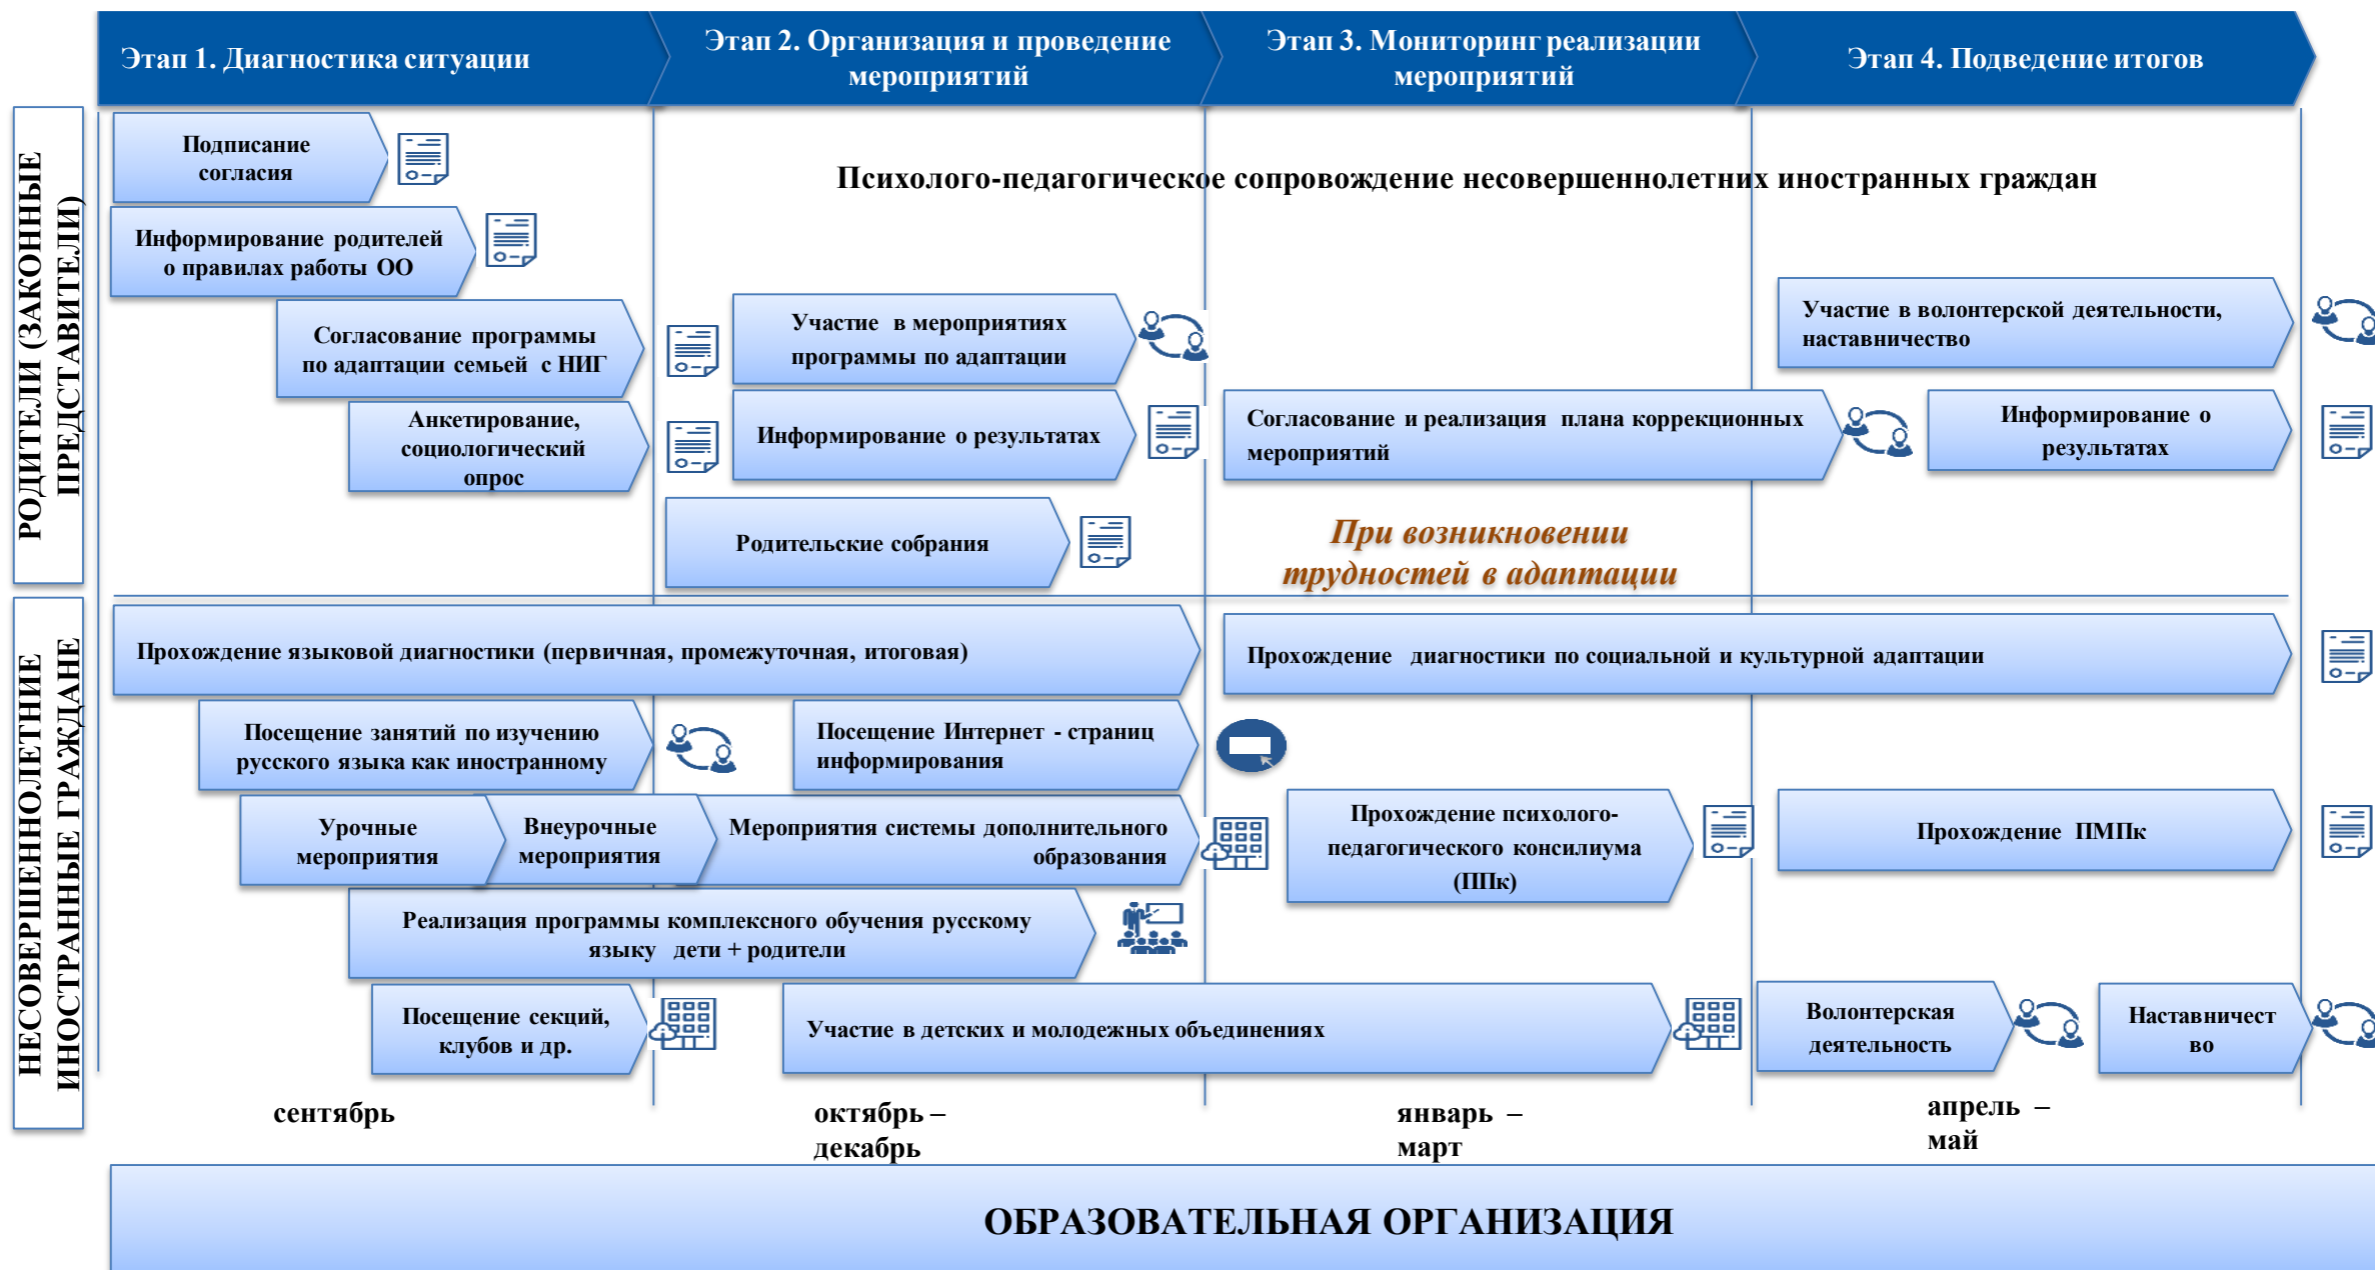 Этап 1. Диагностика ситуации
Этап 2. Организация и проведение
мероприятий
Этап 3. Мониторинг реализации
мероприятий
Этап 4. Подведение итогов
РОДИТЕЛИ (ЗАКОННЫЕ
ПРЕДСТАВИТЕЛИ)
Подписание
согласия
Психолого-педагогическое сопровождение несовершеннолетних иностранных граждан
Информирование родителей
о правилах работы ОО
Согласование программы
по адаптации семьей с НИГ
Участие в мероприятиях
программы по адаптации
Участие в волонтерской деятельности,
наставничество
Анкетирование,
социологический
опрос
Информирование о результатах
Согласование и реализация плана коррекционных
мероприятий
Информирование о
результатах
Родительские собрания
При возникновении
трудностей в адаптации
НЕСОВЕРШЕННОЛЕТНИЕ
ИНОСТРАННЫЕ ГРАЖДАНЕ
Прохождение языковой диагностики (первичная, промежуточная, итоговая)
Прохождение диагностики по социальной и культурной адаптации
Посещение занятий по изучению
русского языка как иностранному
Посещение Интернет - страниц
информирования
Урочные
мероприятия
Внеурочные
мероприятия
Мероприятия системы дополнительного
образования
Прохождение психолого-
педагогического консилиума
(ППк)
Прохождение ПМПк
Реализация программы комплексного обучения русскому
языку дети + родители
Посещение секций,
клубов и др.
Участие в детских и молодежных объединениях
Волонтерская
деятельность
Наставничест
во
сентябрь
октябрь –
декабрь
январь –
март
апрель –
май
ОБРАЗОВАТЕЛЬНАЯ ОРГАНИЗАЦИЯ